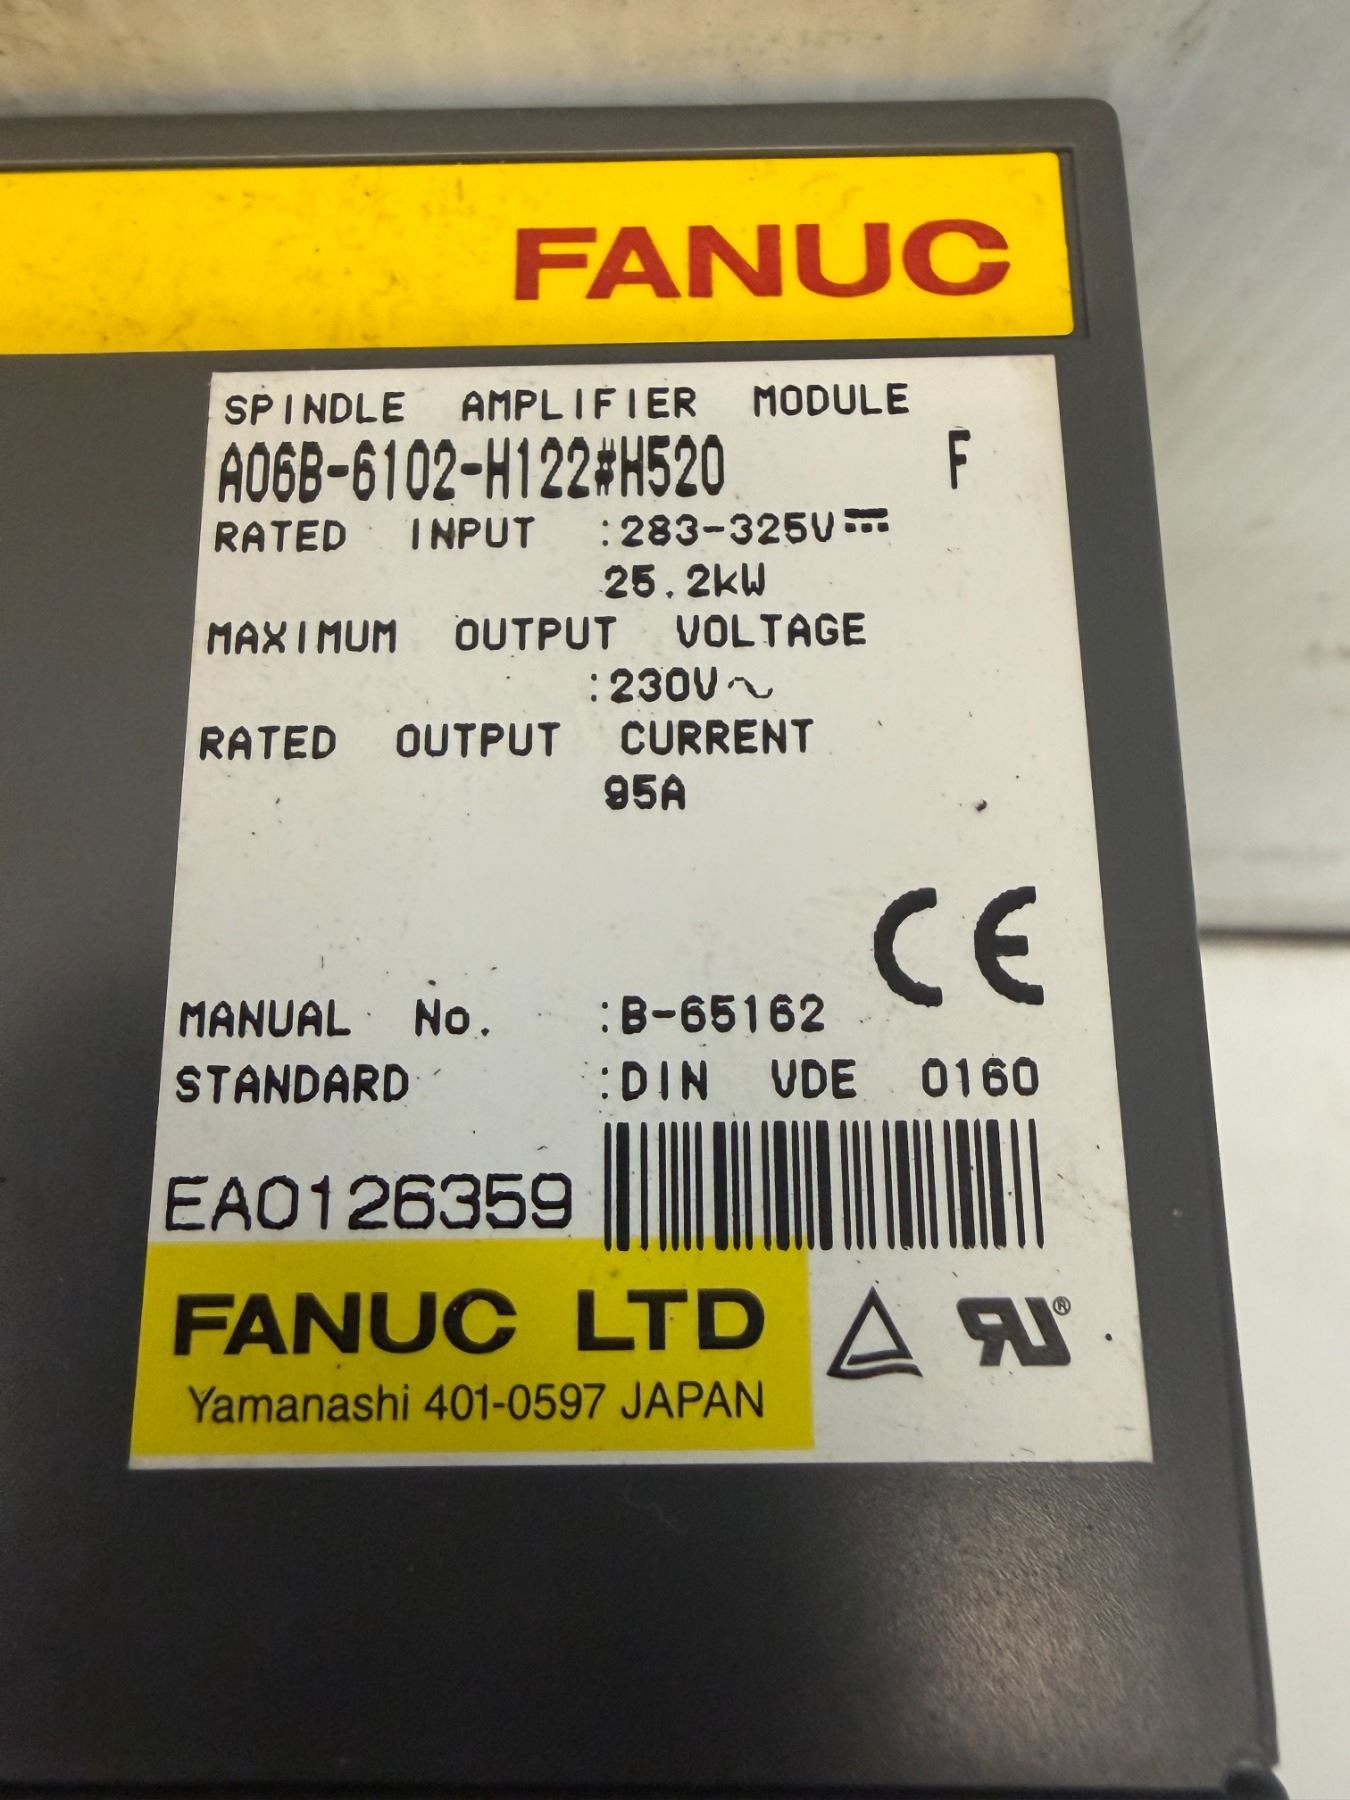 FANUC
SPINDLE AMPLIFIER MODULE
A06B-6102-H122#H520 F
RATED INPUT :283-325V⎓
25.2kW
MAXIMUM OUTPUT VOLTAGE
:230V~
RATED OUTPUT CURRENT
95A
CE
MANUAL No. :B-65162
STANDARD :DIN VDE 0160
EA0126359
FANUC LTD
Yamanashi 401-0597 JAPAN
RU®